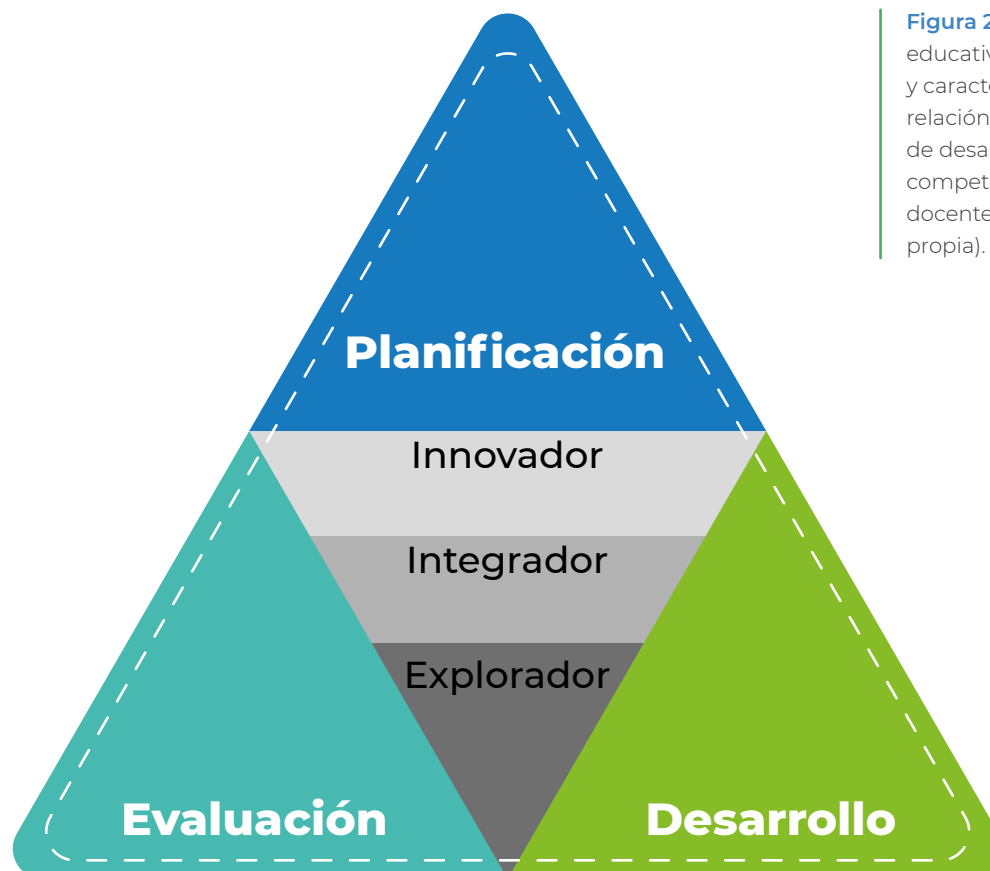 Figura 2
educativ
y caract
relación
de desa
compet
docente
propia).
Planificación
Innovador
Integrador
Explorador
Evaluación
Desarrollo